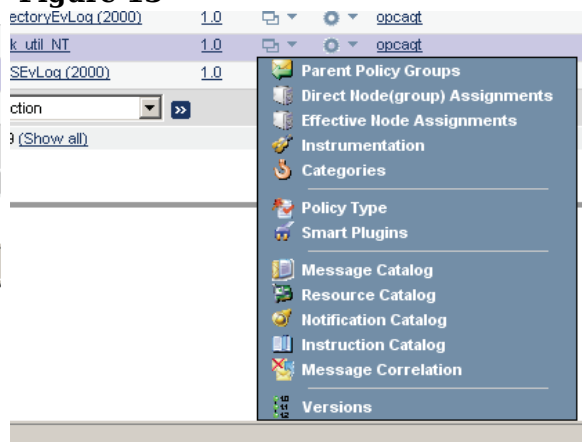 Figure 13
ectoryEvLog (2000) 1.0 opcagt
k_util_NT 1.0 opcagt
SEvLog (2000) 1.0
ction
(Show all)
Parent Policy Groups
Direct Node(group) Assignments
Effective Node Assignments
Instrumentation
Categories
Policy Type
Smart Plugins
Message Catalog
Resource Catalog
Notification Catalog
Instruction Catalog
Message Correlation
Versions